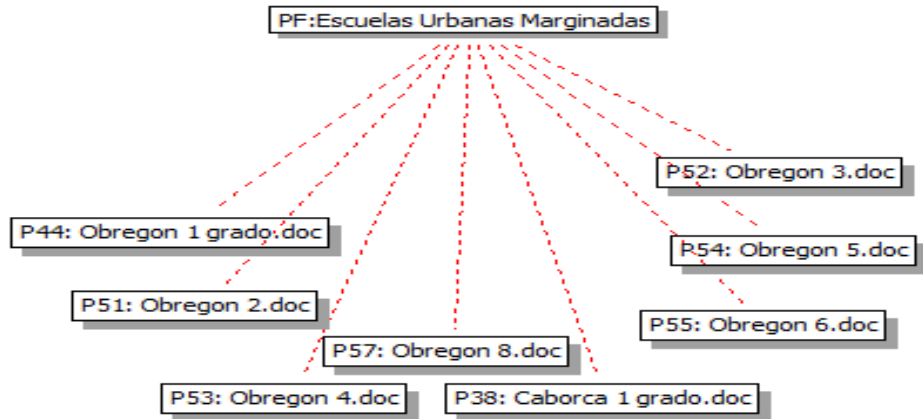 PF:Escuelas Urbanas Marginadas
P52: Obregon 3.doc
P44: Obregon 1 grado.doc
P54: Obregon 5.doc
P51: Obregon 2.doc
P55: Obregon 6.doc
P57: Obregon 8.doc
P53: Obregon 4.doc
P38: Caborca 1 grado.doc